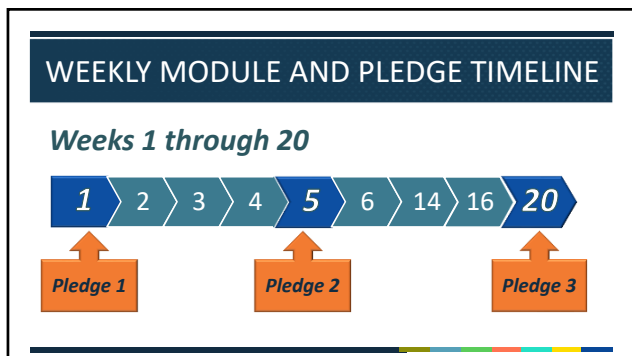 WEEKLY MODULE AND PLEDGE TIMELINE
Weeks 1 through 20
1 2 3 4 5 6 14 16 20
Pledge 1 Pledge 2 Pledge 3